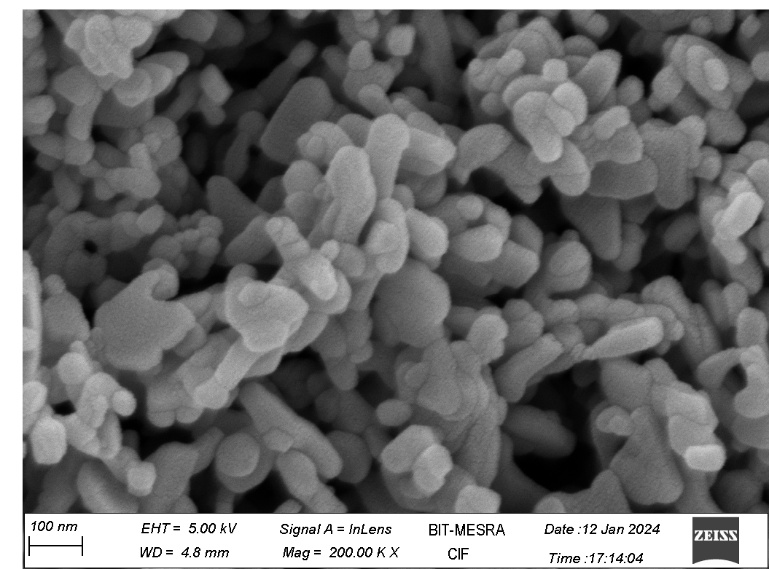 100 nm EHT = 5.00 kV Signal A = InLens BIT-MESRA Date :12 Jan 2024 ZEISS
WD = 4.8 mm Mag = 200.00 K X CIF Time :17:14:04